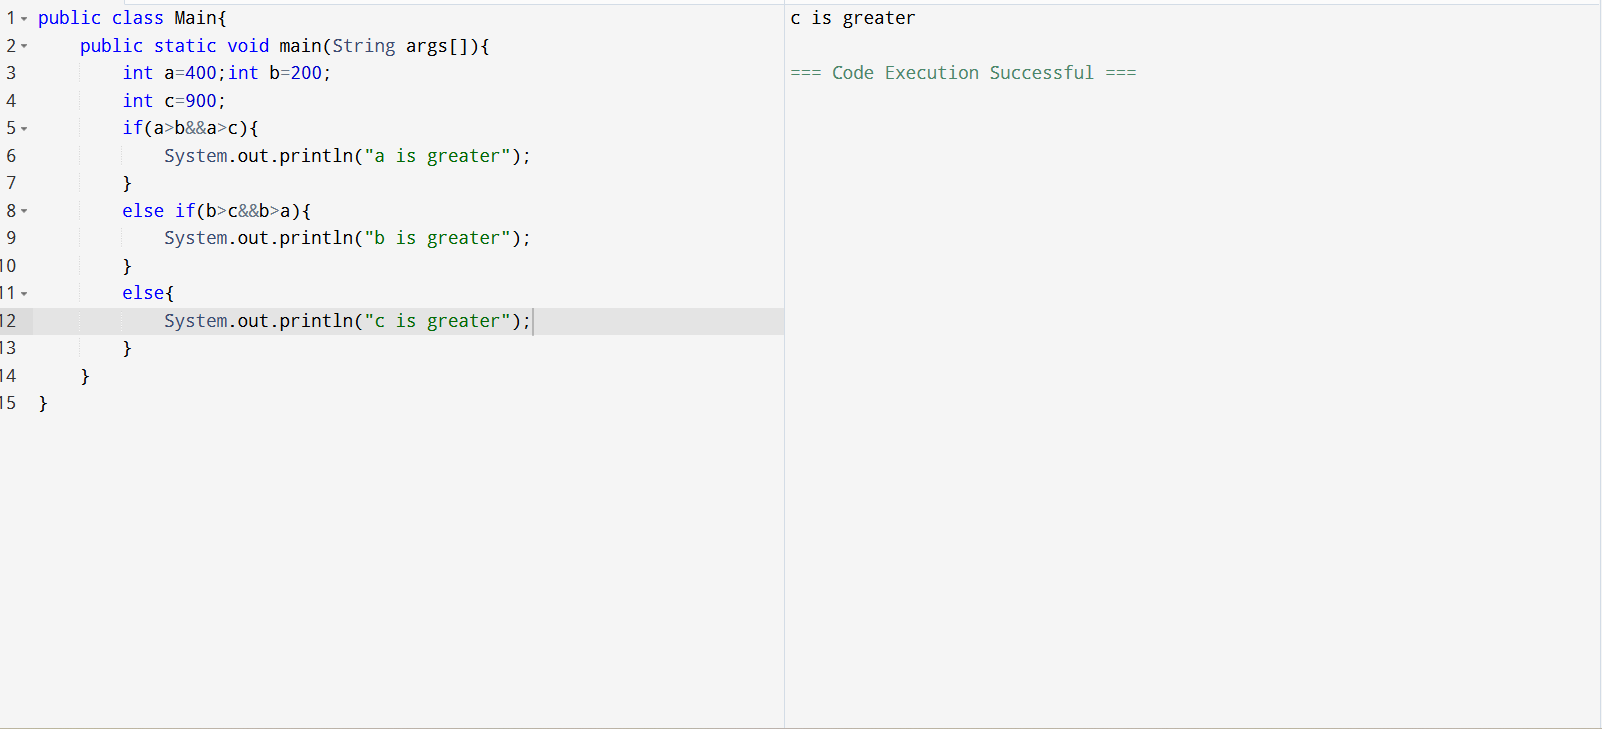 1 public class Main{
2     public static void main(String args[]){
3         int a=400;int b=200;
4         int c=900;
5         if(a>b&&a>c){
6             System.out.println("a is greater");
7         }
8         else if(b>c&&b>a){
9             System.out.println("b is greater");
10         }
11         else{
12             System.out.println("c is greater");
13         }
14     }
15 }
c is greater
=== Code Execution Successful ===